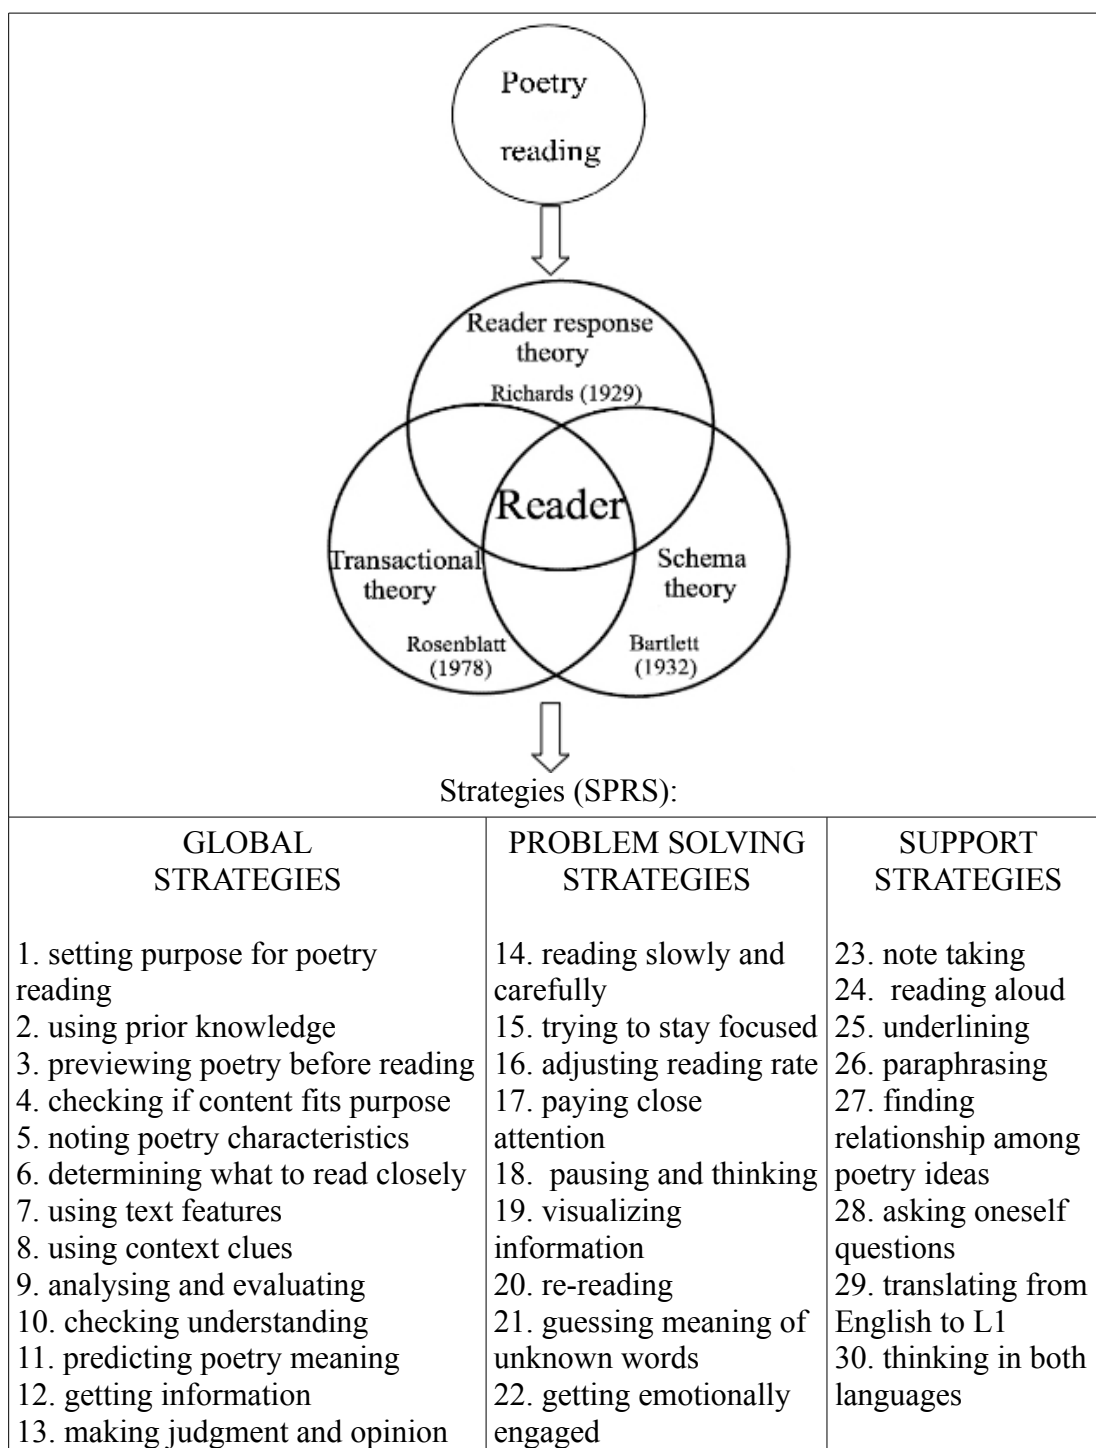 Poetry
reading
Reader response
theory
Richards (1929)
Reader
Transactional
theory
Rosenblatt
(1978)
Schema
theory
Bartlett
(1932)
Strategies (SPRS):
GLOBAL
STRATEGIES
1. setting purpose for poetry
reading
2. using prior knowledge
3. previewing poetry before reading
4. checking if content fits purpose
5. noting poetry characteristics
6. determining what to read closely
7. using text features
8. using context clues
9. analysing and evaluating
10. checking understanding
11. predicting poetry meaning
12. getting information
13. making judgment and opinion
PROBLEM SOLVING
STRATEGIES
14. reading slowly and
carefully
15. trying to stay focused
16. adjusting reading rate
17. paying close
attention
18.  pausing and thinking
19. visualizing
information
20. re-reading
21. guessing meaning of
unknown words
22. getting emotionally
engaged
SUPPORT
STRATEGIES
23. note taking
24.  reading aloud
25. underlining
26. paraphrasing
27. finding
relationship among
poetry ideas
28. asking oneself
questions
29. translating from
English to L1
30. thinking in both
languages